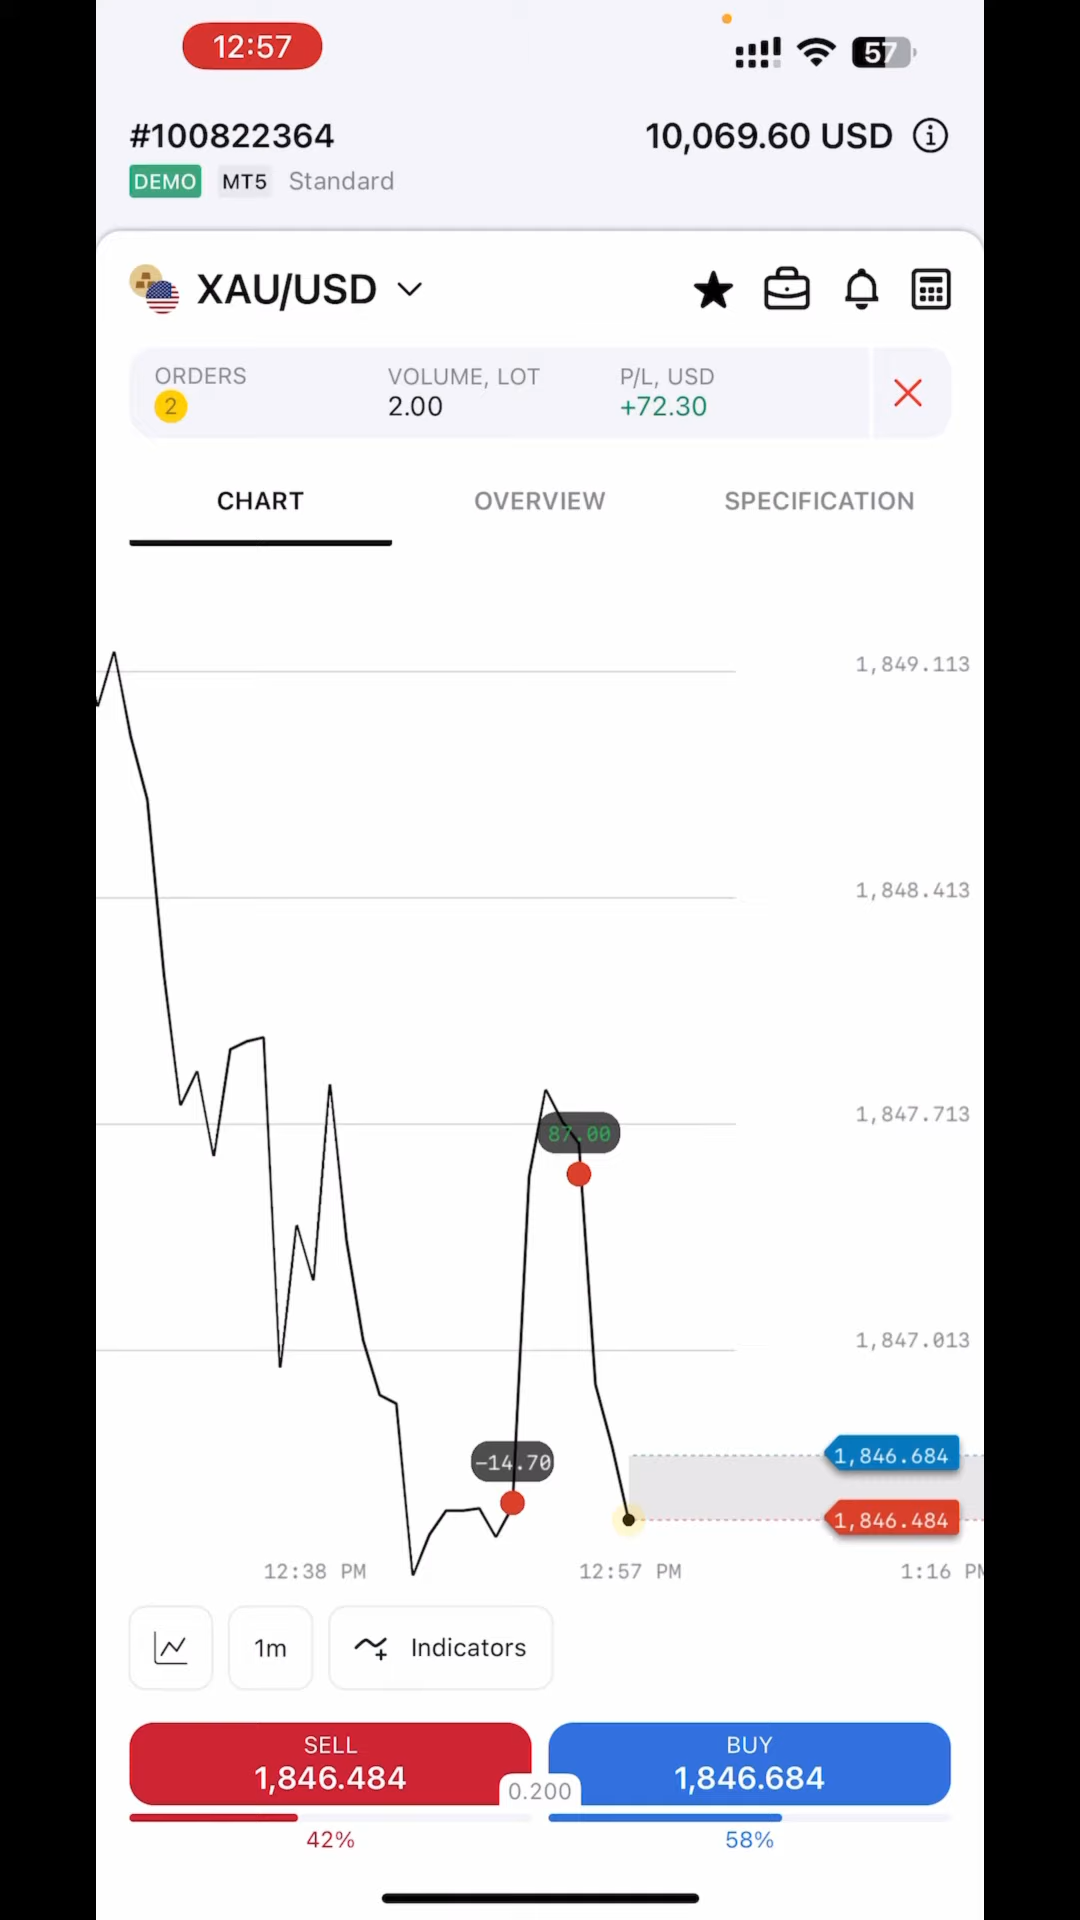 12:57
57
#100822364
10,069.60 USD
DEMO MT5 Standard
XAU/USD
ORDERS VOLUME, LOT P/L, USD
2 2.00 +72.30
CHART OVERVIEW SPECIFICATION
1,849.113
1,848.413
1,847.713
87.00
1,847.013
1,846.684
−14.70
1,846.484
12:38 PM 12:57 PM 1:16 PM
1m Indicators
SELL BUY
1,846.484 0.200 1,846.684
42% 58%